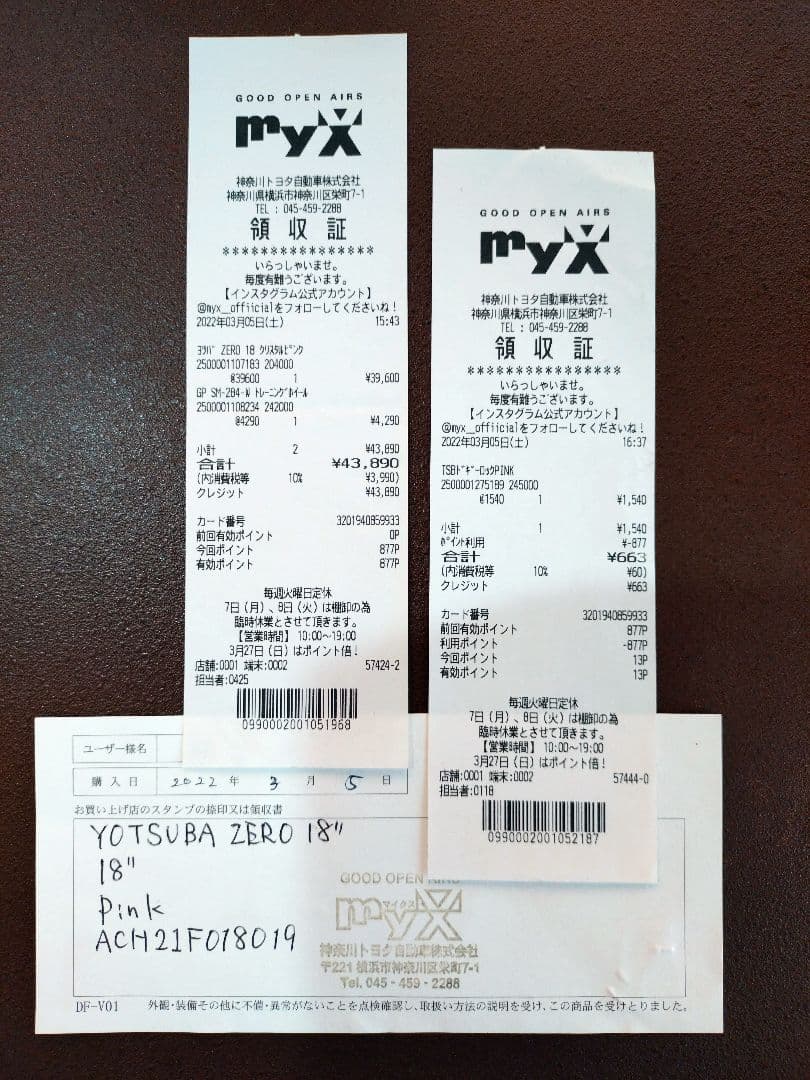 GOOD OPEN AIRS
myX
神奈川トヨタ自動車株式会社
神奈川県横浜市神奈川区栄町7-1
TEL : 045-459-2288
領収証
****************
いらっしゃいませ。
毎度有難うございます。
【インスタグラム公式アカウント】
@myx__offiicialをフォローしてくださいね！
2022年03月05日(土) 15:43
ﾖﾂﾊﾞ ZERO 18 ｸﾘｽﾀﾙﾋﾟﾝｸ
2500001107183 204000
@39600 1 ¥39,600
GP SM-2B4-W ﾄﾚｰﾆﾝｸﾞﾎｲｰﾙ
2500001108234 242000
@4290 1 ¥4,290
小計 2 ¥43,890
合計 ¥43,890
(内消費税等 10% ¥3,990)
クレジット ¥43,890
カード番号 3201940859933
前回有効ポイント 0P
今回ポイント 877P
有効ポイント 877P
毎週火曜日定休
7日(月)、8日(火)は棚卸の為
臨時休業とさせて頂きます。
【営業時間】 10:00～19:00
3月27日(日)はポイント倍！
店舗:0001 端末:0002 57424-2
担当者:0425
0990002001051968
GOOD OPEN AIRS
myX
神奈川トヨタ自動車株式会社
神奈川県横浜市神奈川区栄町7-1
TEL : 045-459-2288
領収証
****************
いらっしゃいませ。
毎度有難うございます。
【インスタグラム公式アカウント】
@myx__offiicialをフォローしてくださいね！
2022年03月05日(土) 16:37
TSBﾄﾞｷﾞｰﾛｯｸPINK
2500001275189 245000
@1540 1 ¥1,540
小計 1 ¥1,540
ﾎﾟｲﾝﾄ利用 ¥-877
合計 ¥663
(内消費税等 10% ¥60)
クレジット ¥663
カード番号 3201940859933
前回有効ポイント 877P
利用ポイント -877P
今回ポイント 13P
有効ポイント 13P
毎週火曜日定休
7日(月)、8日(火)は棚卸の為
臨時休業とさせて頂きます。
【営業時間】 10:00～19:00
3月27日(日)はポイント倍！
店舗:0001 端末:0002 57444-0
担当者:0118
0990002001052187
ユーザー様名
購入日 2022 年 3 月 5 日
お買い上げ店のスタンプの捺印又は領収書
YOTSUBA ZERO 18"
18"
Pink
ACH21F018019
GOOD OPEN AIRS
マイクス
myX
神奈川トヨタ自動車株式会社
〒221 横浜市神奈川区栄町7-1
Tel. 045 - 459 - 2288
DF-V01 外観・装備その他に不備・異常がないことを点検確認し、取扱い方法の説明を受け、この商品を受けとりました。